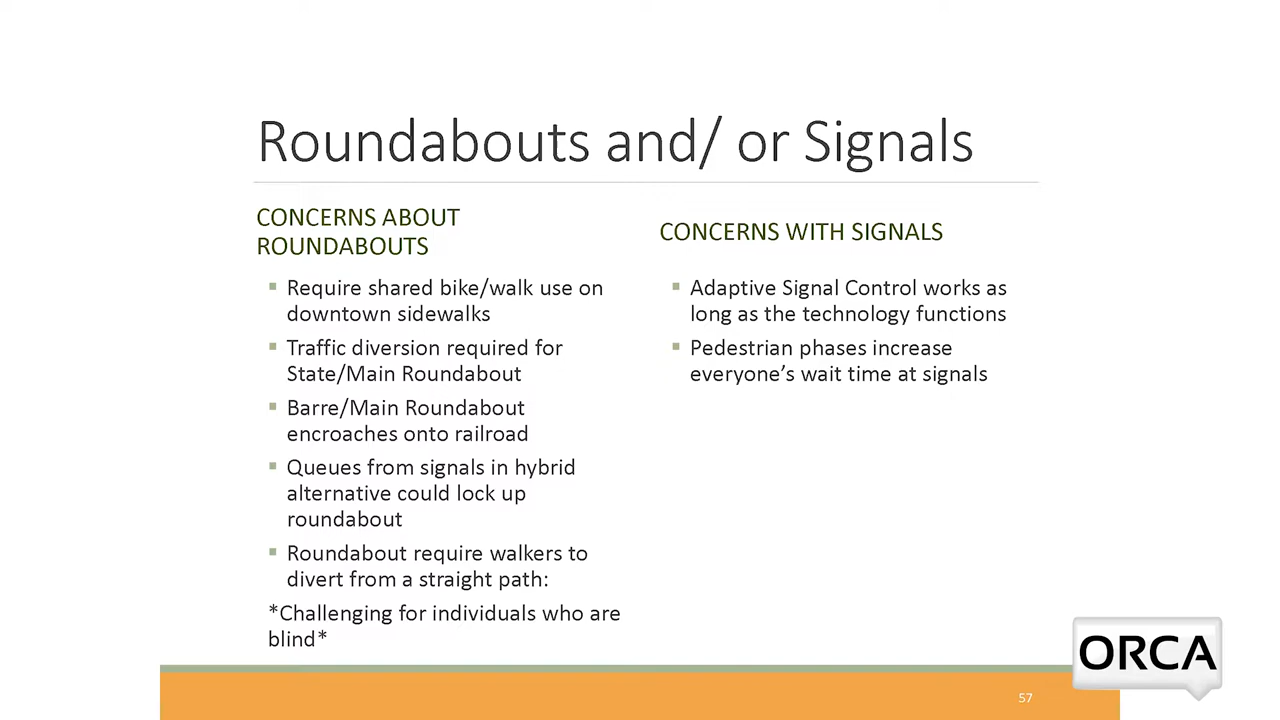 Roundabouts and/ or Signals
CONCERNS ABOUT
ROUNDABOUTS
▪ Require shared bike/walk use on
downtown sidewalks
▪ Traffic diversion required for
State/Main Roundabout
▪ Barre/Main Roundabout
encroaches onto railroad
▪ Queues from signals in hybrid
alternative could lock up
roundabout
▪ Roundabout require walkers to
divert from a straight path:
*Challenging for individuals who are
blind*
CONCERNS WITH SIGNALS
▪ Adaptive Signal Control works as
long as the technology functions
▪ Pedestrian phases increase
everyone’s wait time at signals
57
ORCA